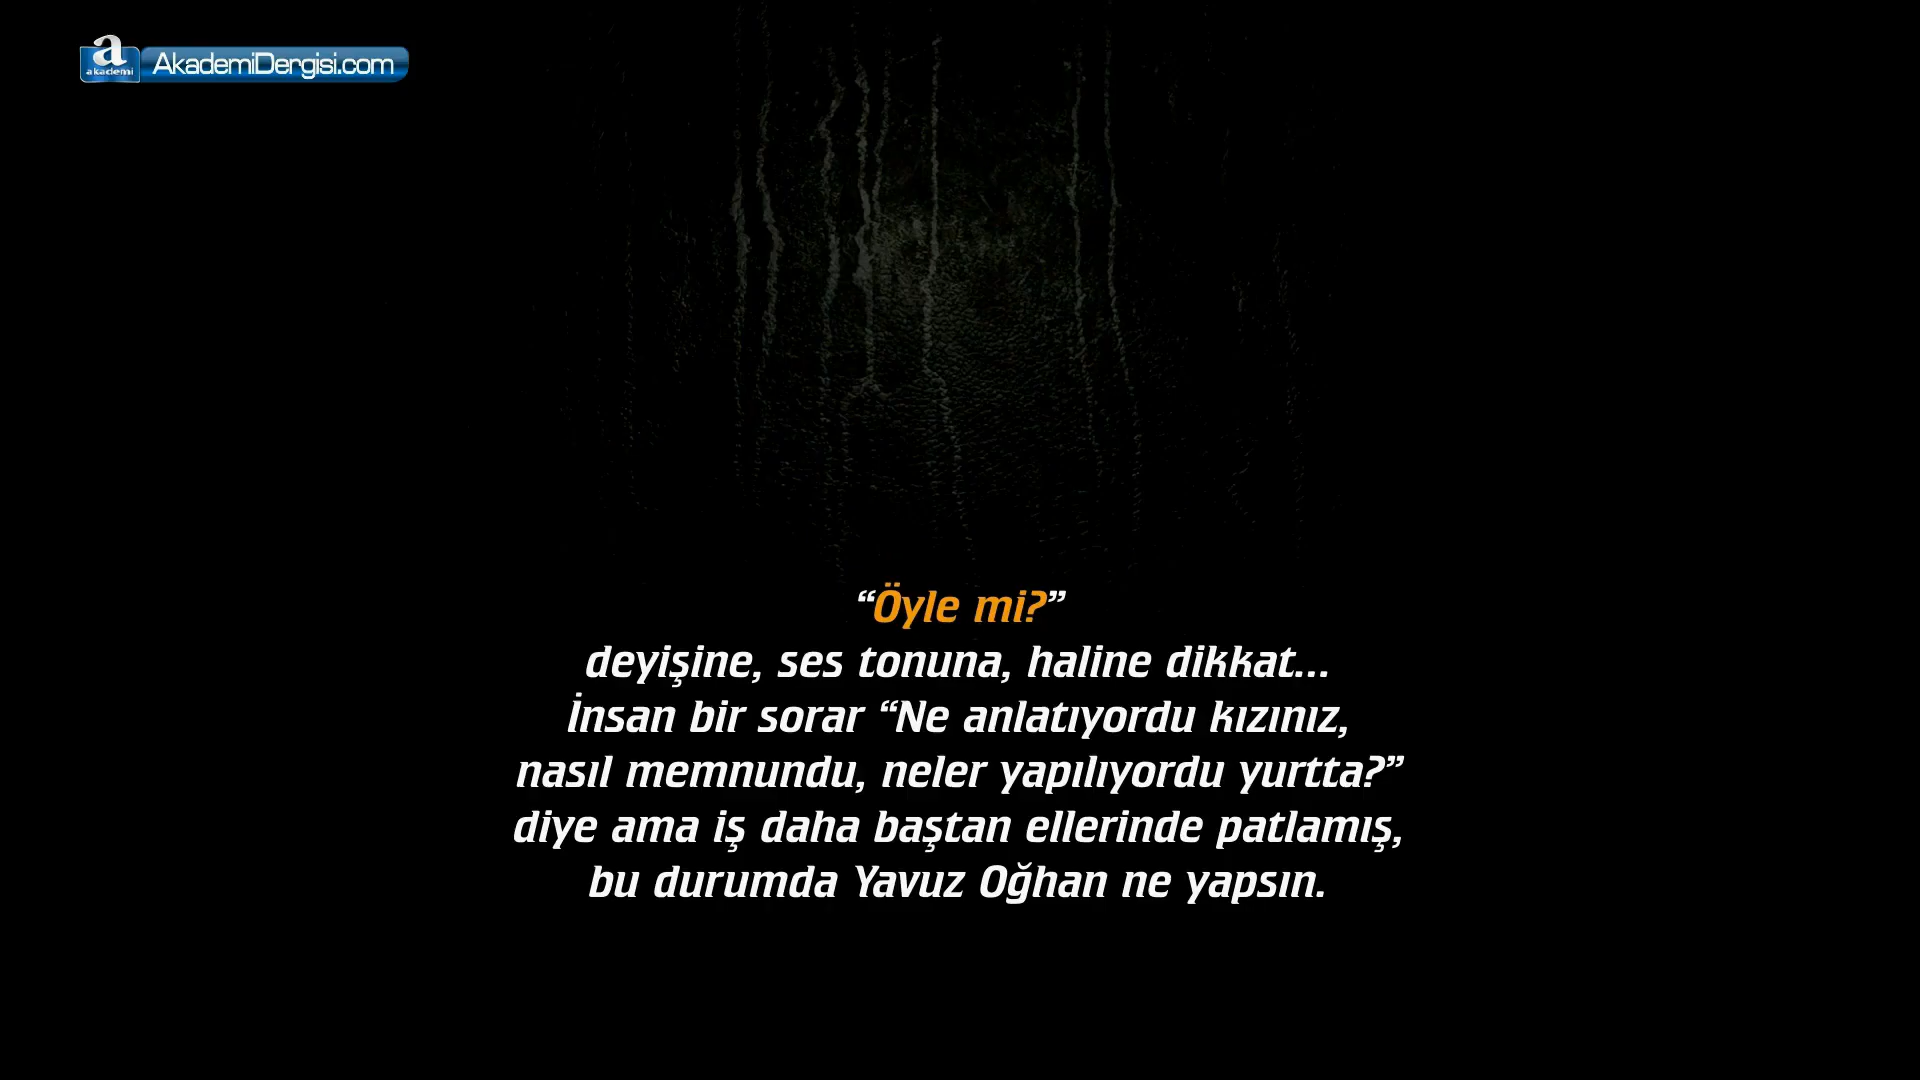 a
akademi
AkademiDergisi.com
“Öyle mi?”
deyişine, ses tonuna, haline dikkat...
İnsan bir sorar “Ne anlatıyordu kızınız,
nasıl memnundu, neler yapılıyordu yurtta?”
diye ama iş daha baştan ellerinde patlamış,
bu durumda Yavuz Oğhan ne yapsın.